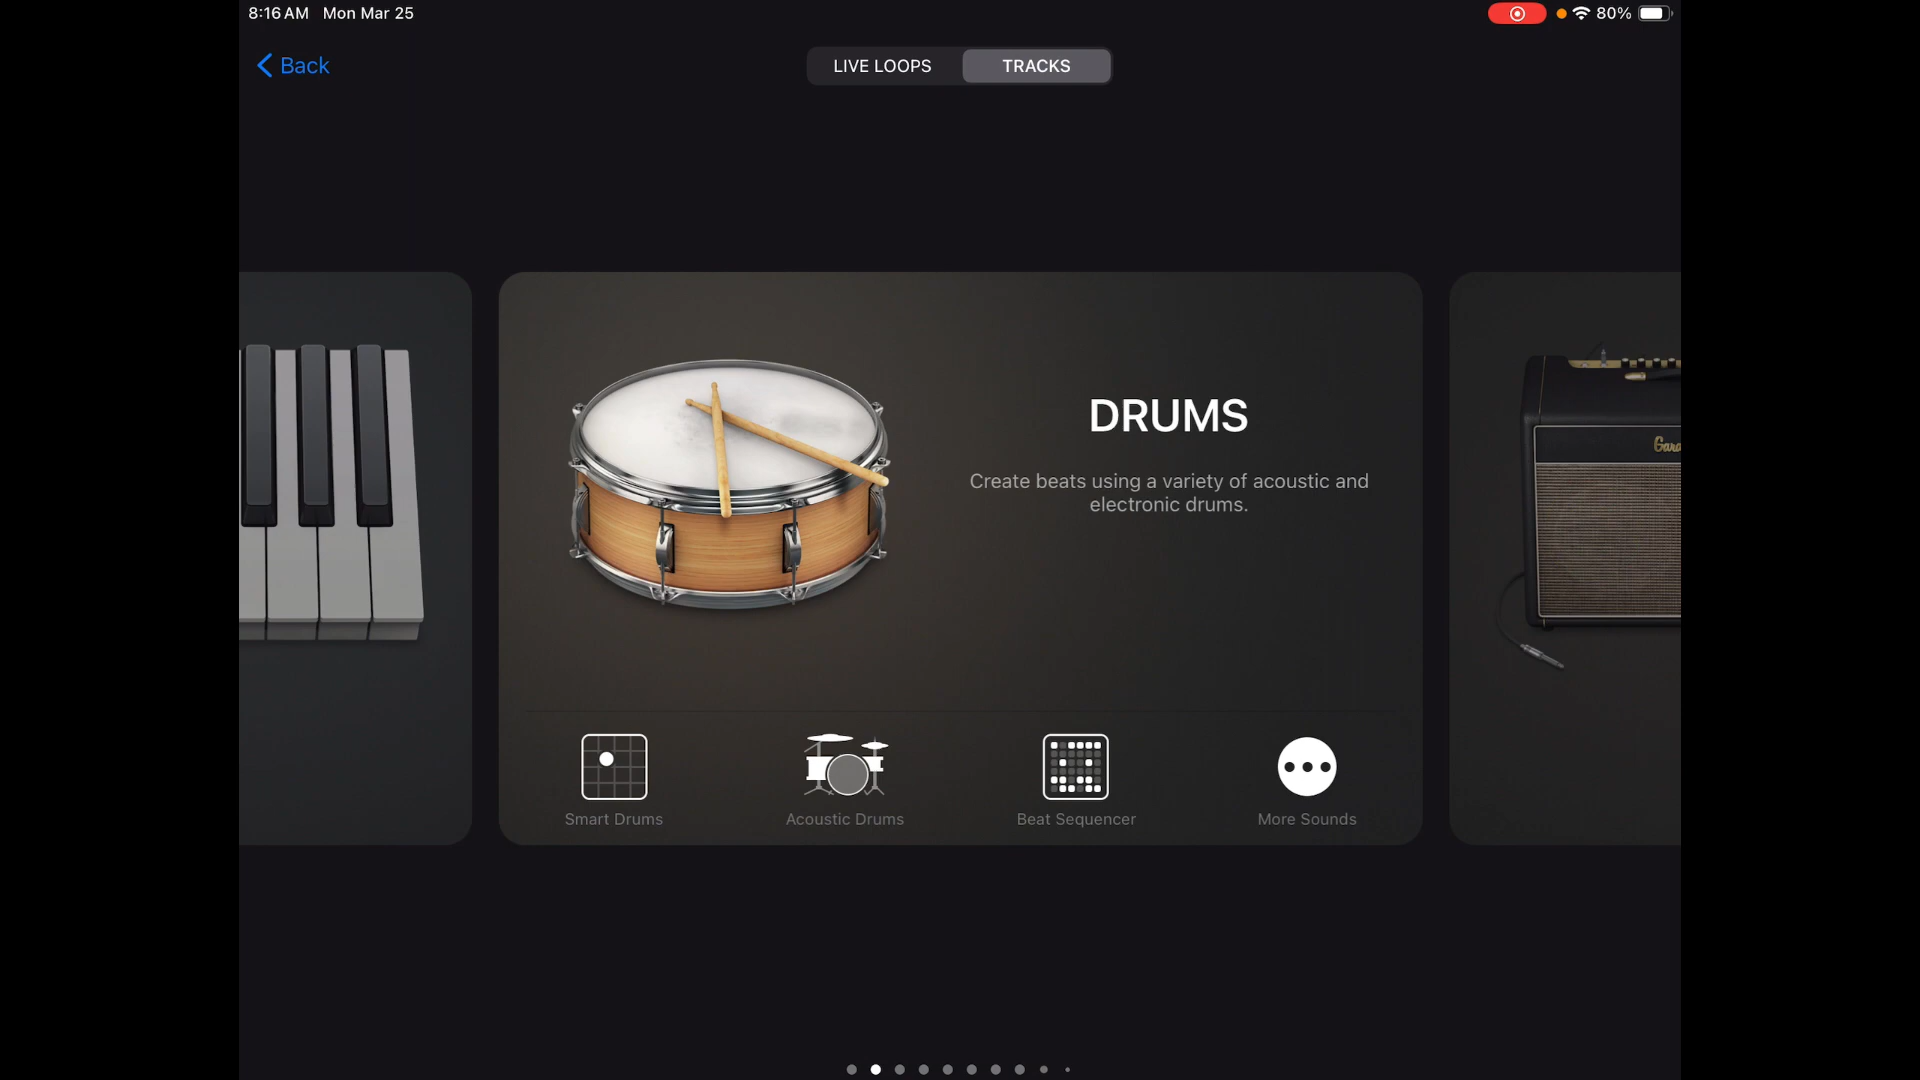 8:16 AM Mon Mar 25
80%
Back
LIVE LOOPS
TRACKS
DRUMS
Create beats using a variety of acoustic and
electronic drums.
Smart Drums
Acoustic Drums
Beat Sequencer
More Sounds